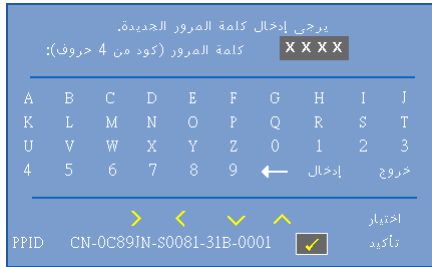 يرجى إدخال كلمة المرور الجديدة.
كلمة المرور (كود من 4 حروف): X X X X
A B C D E F G H I J
K L M N O P Q R S T
U V W X Y Z 0 1 2 3
4 5 6 7 8 9 ← إدخال خروج
اختيار
PPID CN-0C89JN-S0081-31B-0001 ✓ تأكيد